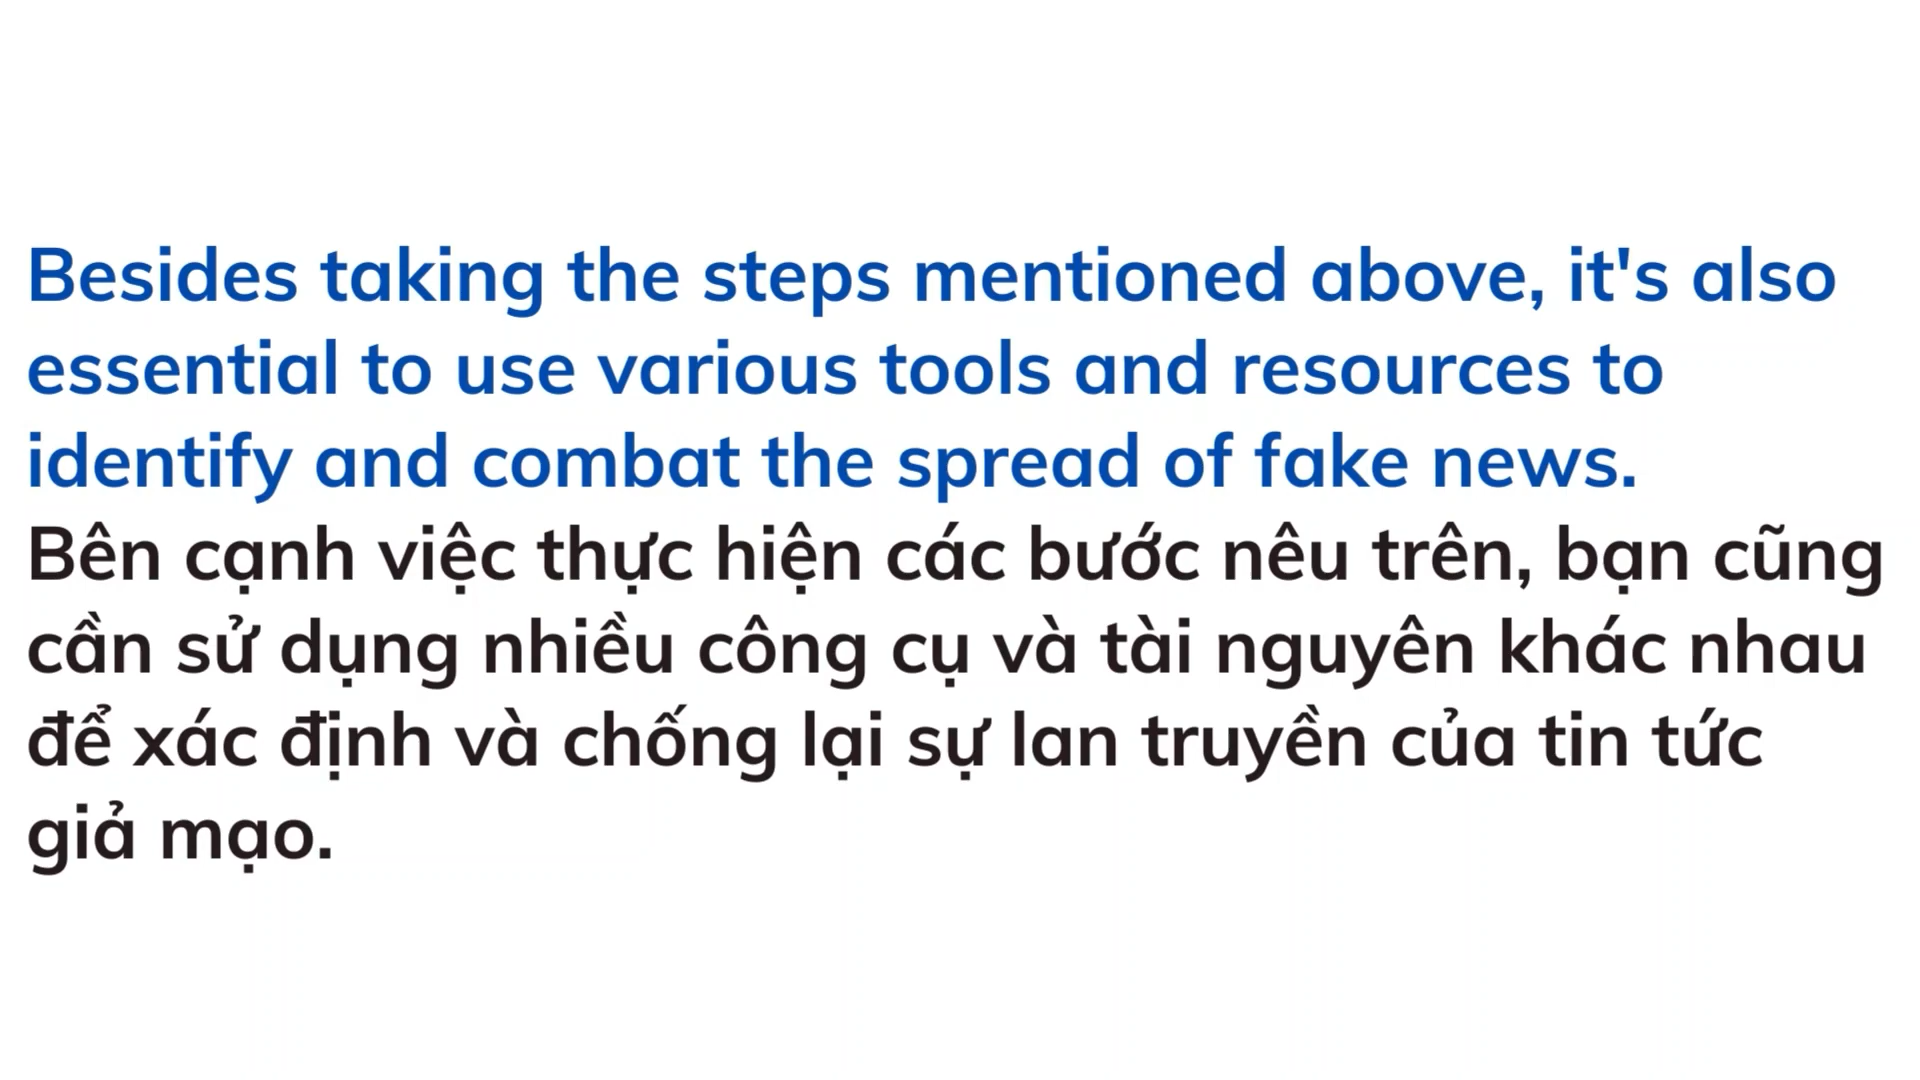 Besides taking the steps mentioned above, it's also
essential to use various tools and resources to
identify and combat the spread of fake news.
Bên cạnh việc thực hiện các bước nêu trên, bạn cũng
cần sử dụng nhiều công cụ và tài nguyên khác nhau
để xác định và chống lại sự lan truyền của tin tức
giả mạo.